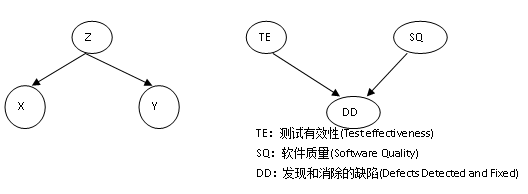 Z
TE
SQ
X
Y
DD
TE：测试有效性(Test effectiveness)
SQ：软件质量(Software Quality)
DD：发现和消除的缺陷(Defects Detected and Fixed)